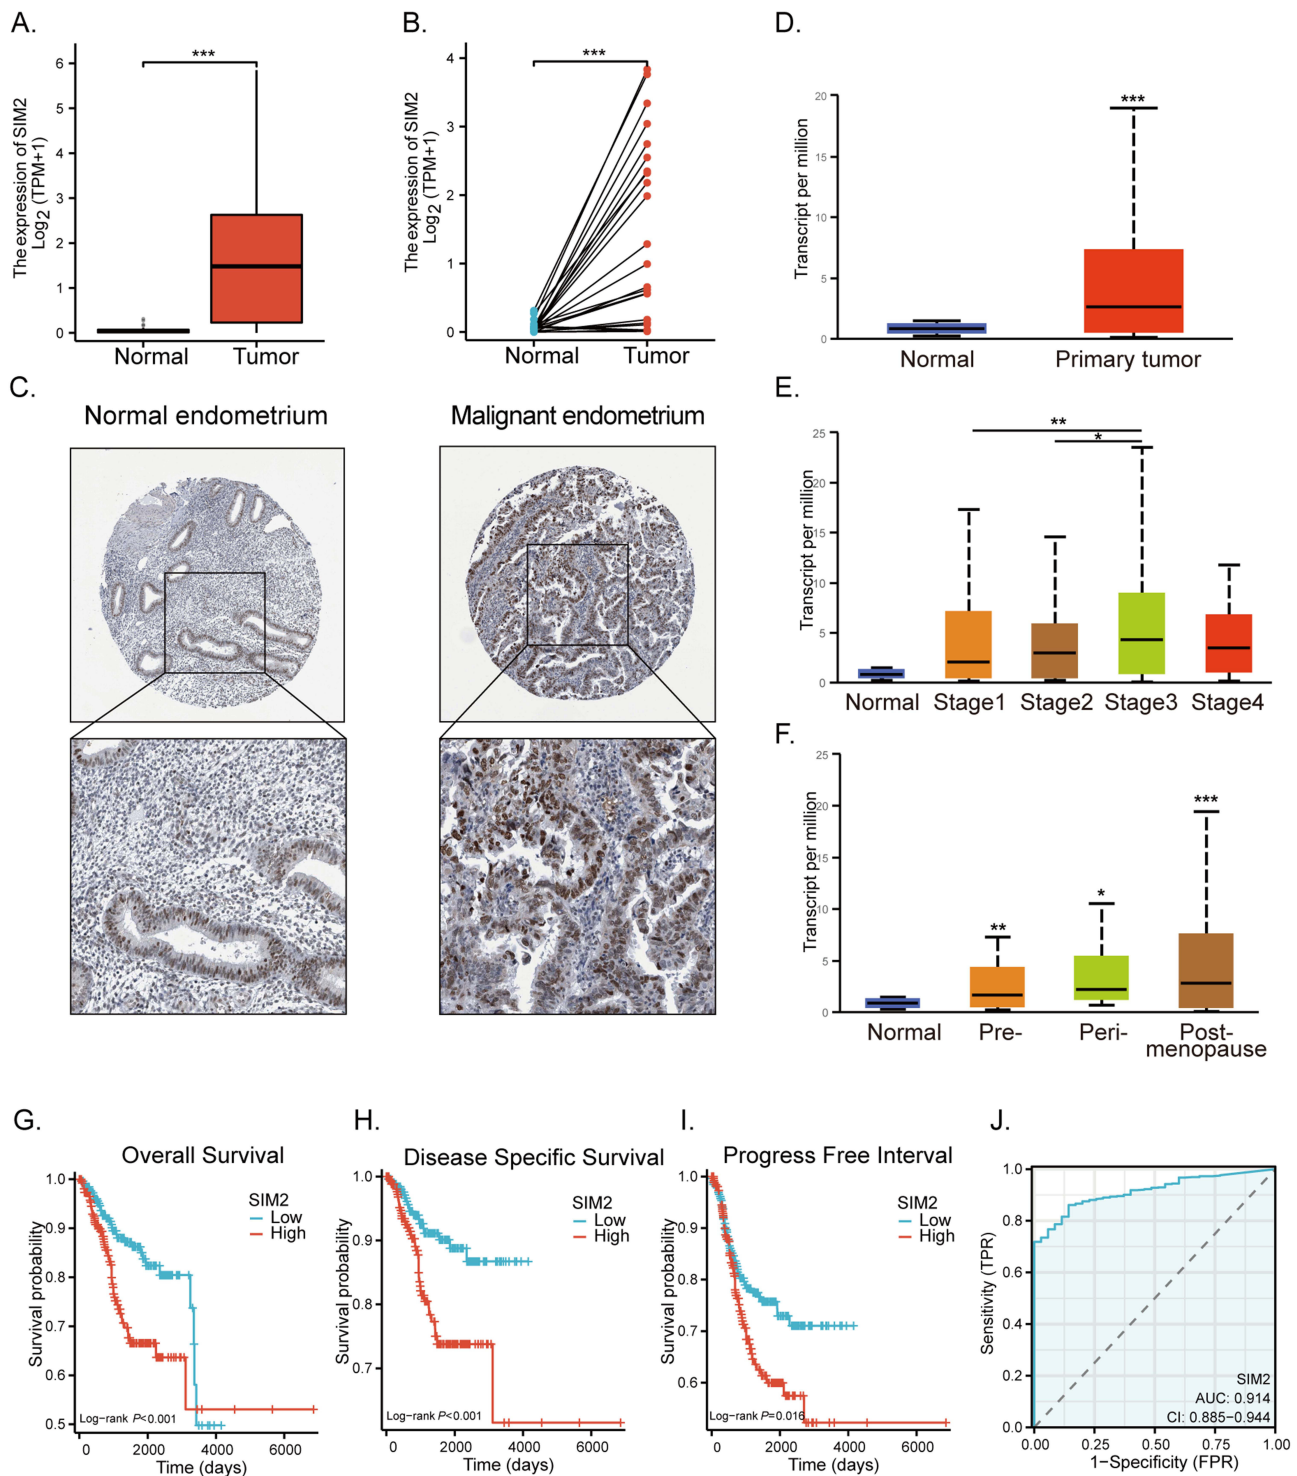 A.
The expression of SIM2
Log2 (TPM+1)
6
5
4
3
2
1
0
***
Normal
Tumor
B.
The expression of SIM2
Log2 (TPM+1)
4
3
2
1
0
***
Normal
Tumor
D.
Transcript per million
20
15
10
5
0
***
Normal
Primary tumor
C.
Normal endometrium
Malignant endometrium
E.
Transcript per million
25
20
15
10
5
0
**
*
Normal
Stage1
Stage2
Stage3
Stage4
F.
Transcript per million
25
20
15
10
5
0
**
*
***
Normal
Pre-
Peri-
Post-
menopause
G.
Overall Survival
Survival probability
1.0
0.9
0.8
0.7
0.6
0.5
SIM2
Low
High
Log-rank P<0.001
0
2000
4000
6000
Time (days)
H.
Disease Specific Survival
Survival probability
1.0
0.9
0.8
0.7
SIM2
Low
High
Log-rank P<0.001
0
2000
4000
6000
Time (days)
I.
Progress Free Interval
Survival probability
1.0
0.9
0.8
0.7
0.6
SIM2
Low
High
Log-rank P=0.016
0
2000
4000
6000
Time (days)
J.
Sensitivity (TPR)
1.0
0.8
0.6
0.4
0.2
0.0
SIM2
AUC: 0.914
CI: 0.885-0.944
0.00
0.25
0.50
0.75
1.00
1-Specificity (FPR)